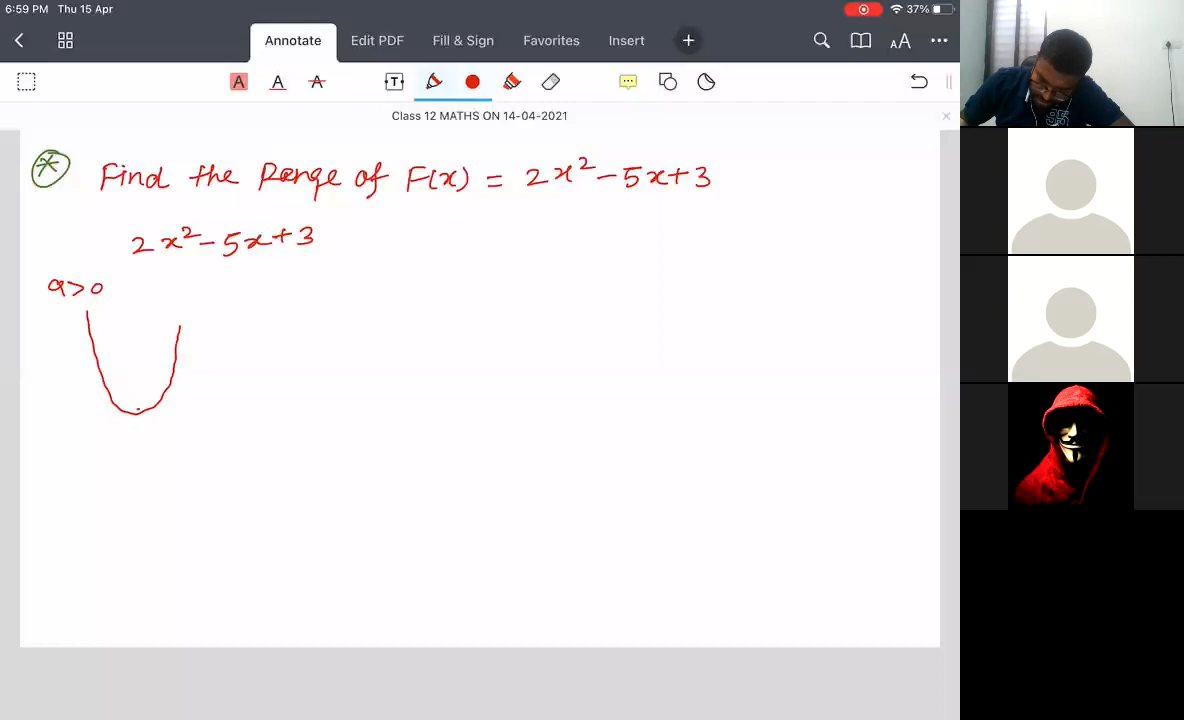 6:59 PM Thu 15 Apr
37%
Annotate Edit PDF Fill & Sign Favorites Insert
Class 12 MATHS ON 14-04-2021
Find the Range of F(x) = 2x² - 5x + 3
2x² - 5x + 3
a > 0